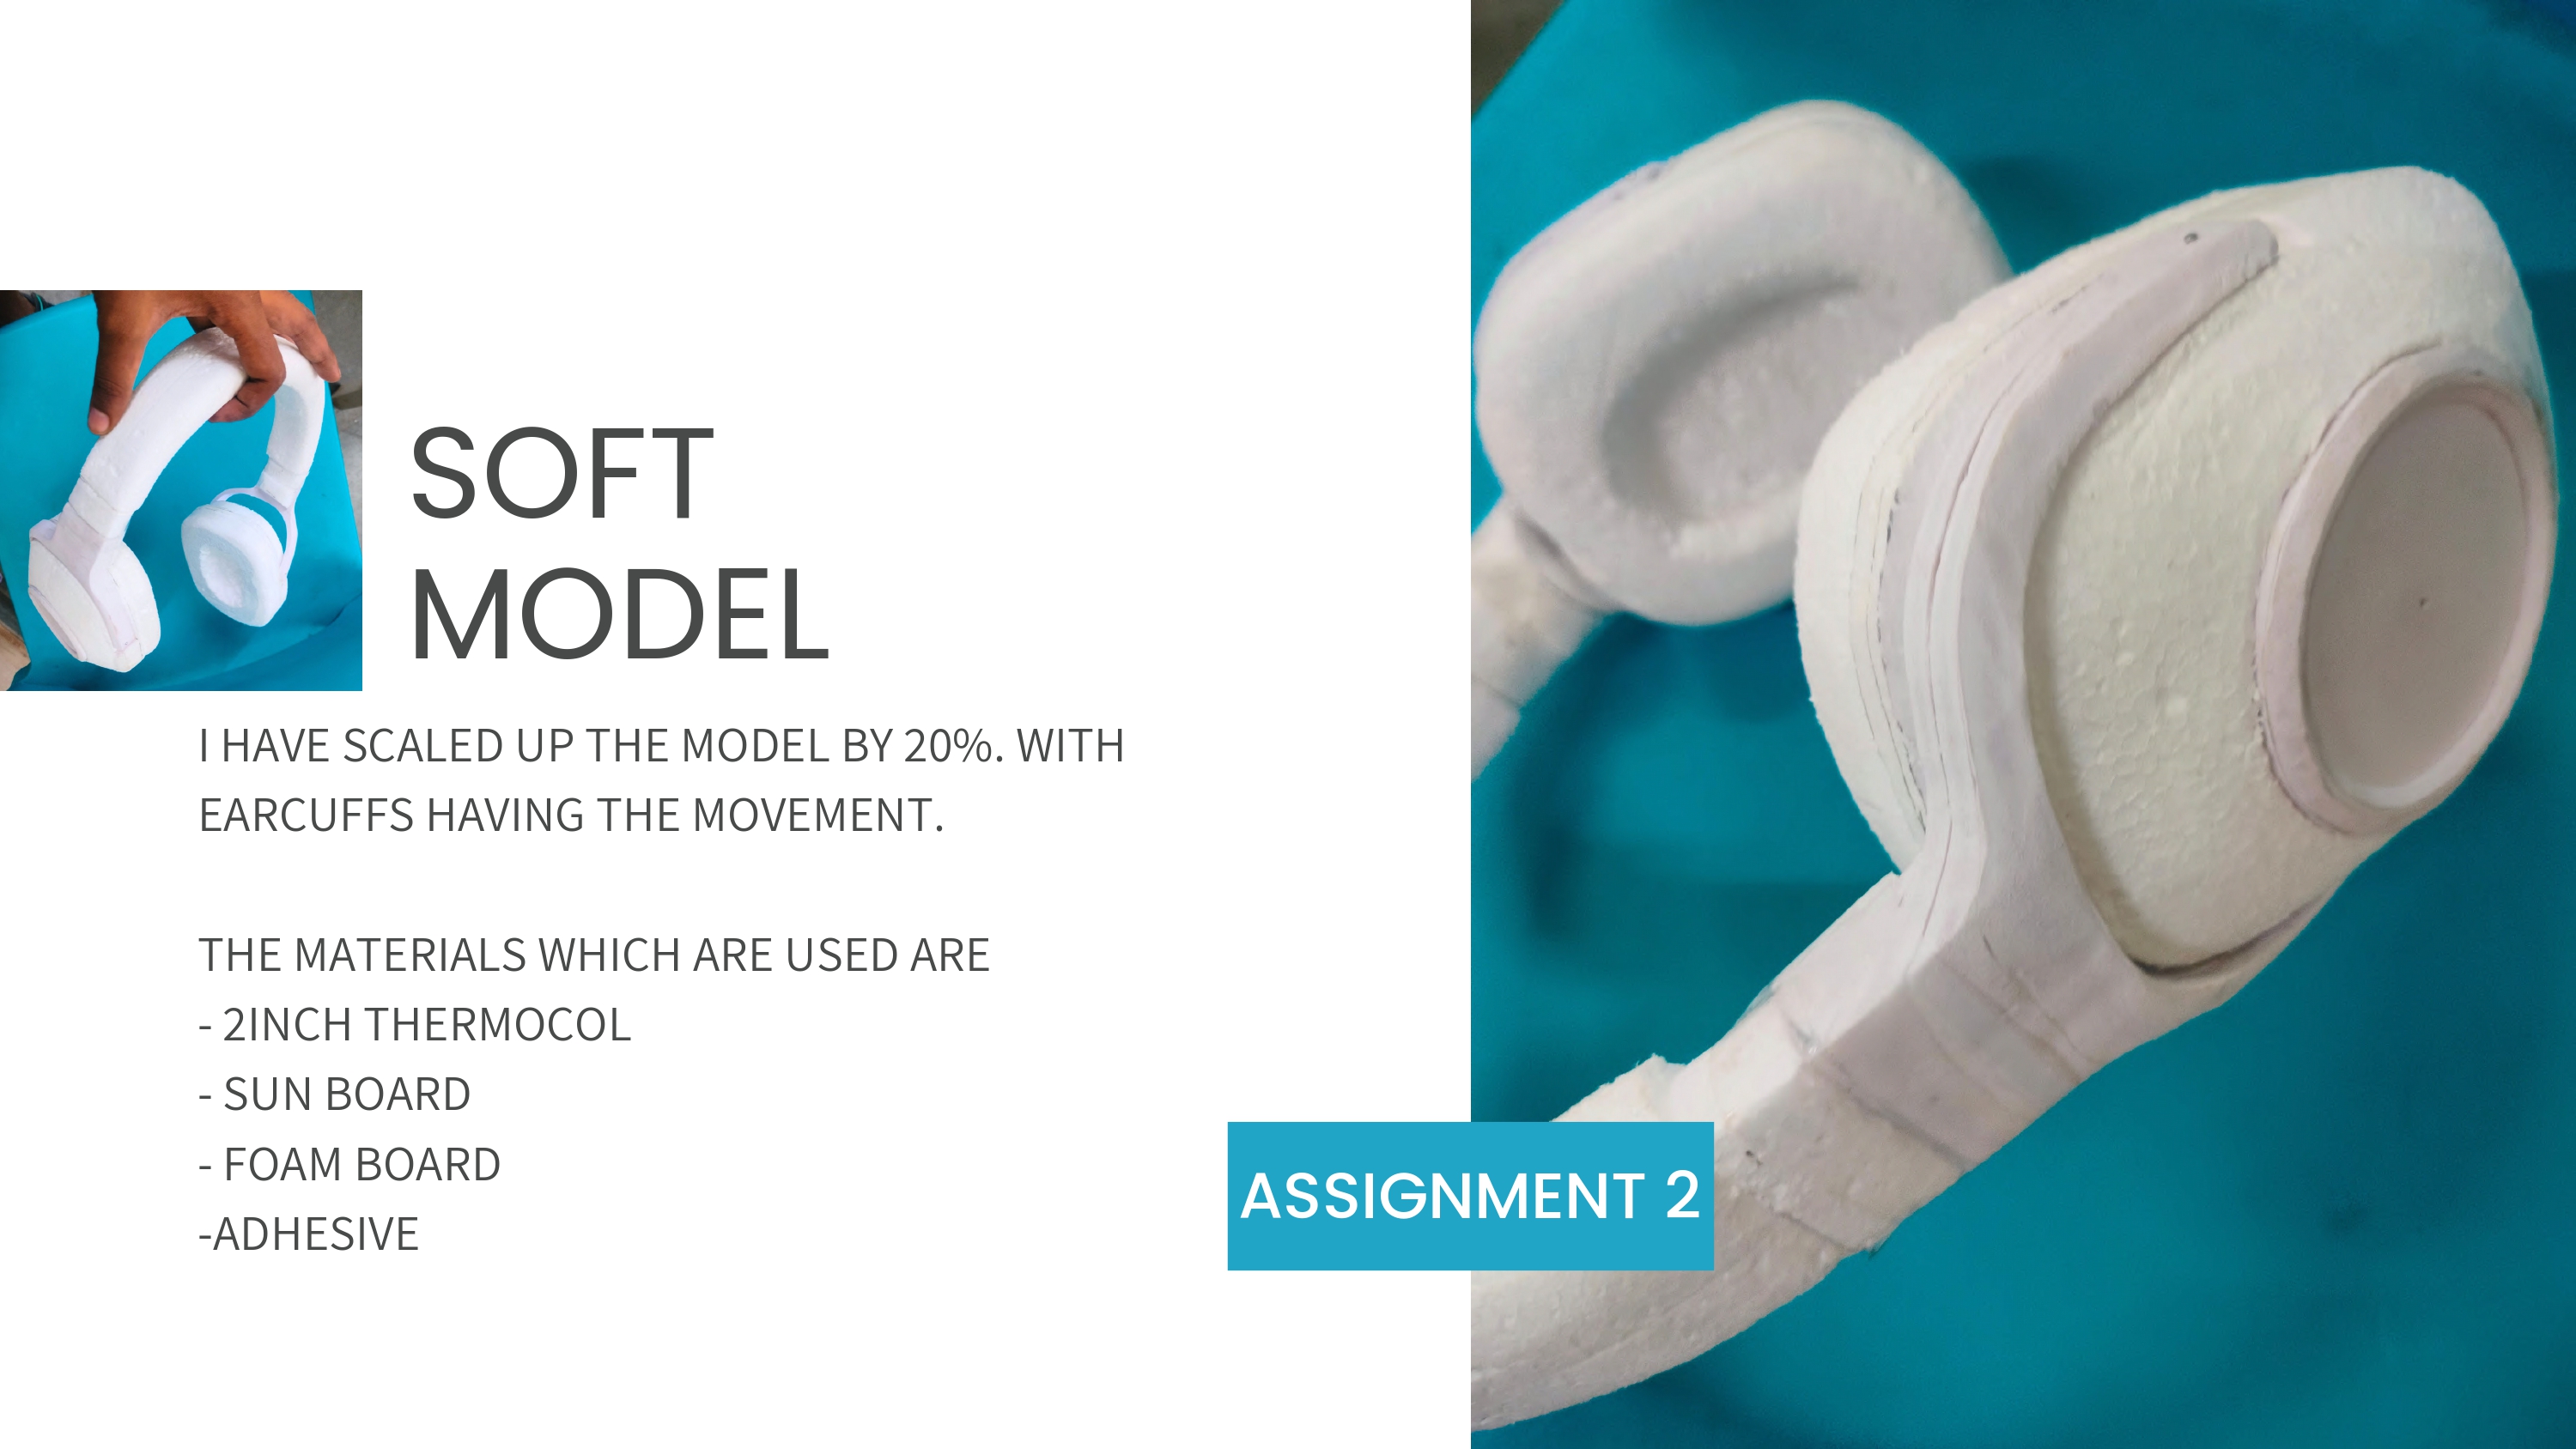 SOFT
MODEL
I HAVE SCALED UP THE MODEL BY 20%. WITH
EARCUFFS HAVING THE MOVEMENT.
THE MATERIALS WHICH ARE USED ARE
- 2INCH THERMOCOL
- SUN BOARD
- FOAM BOARD
-ADHESIVE
ASSIGNMENT 2